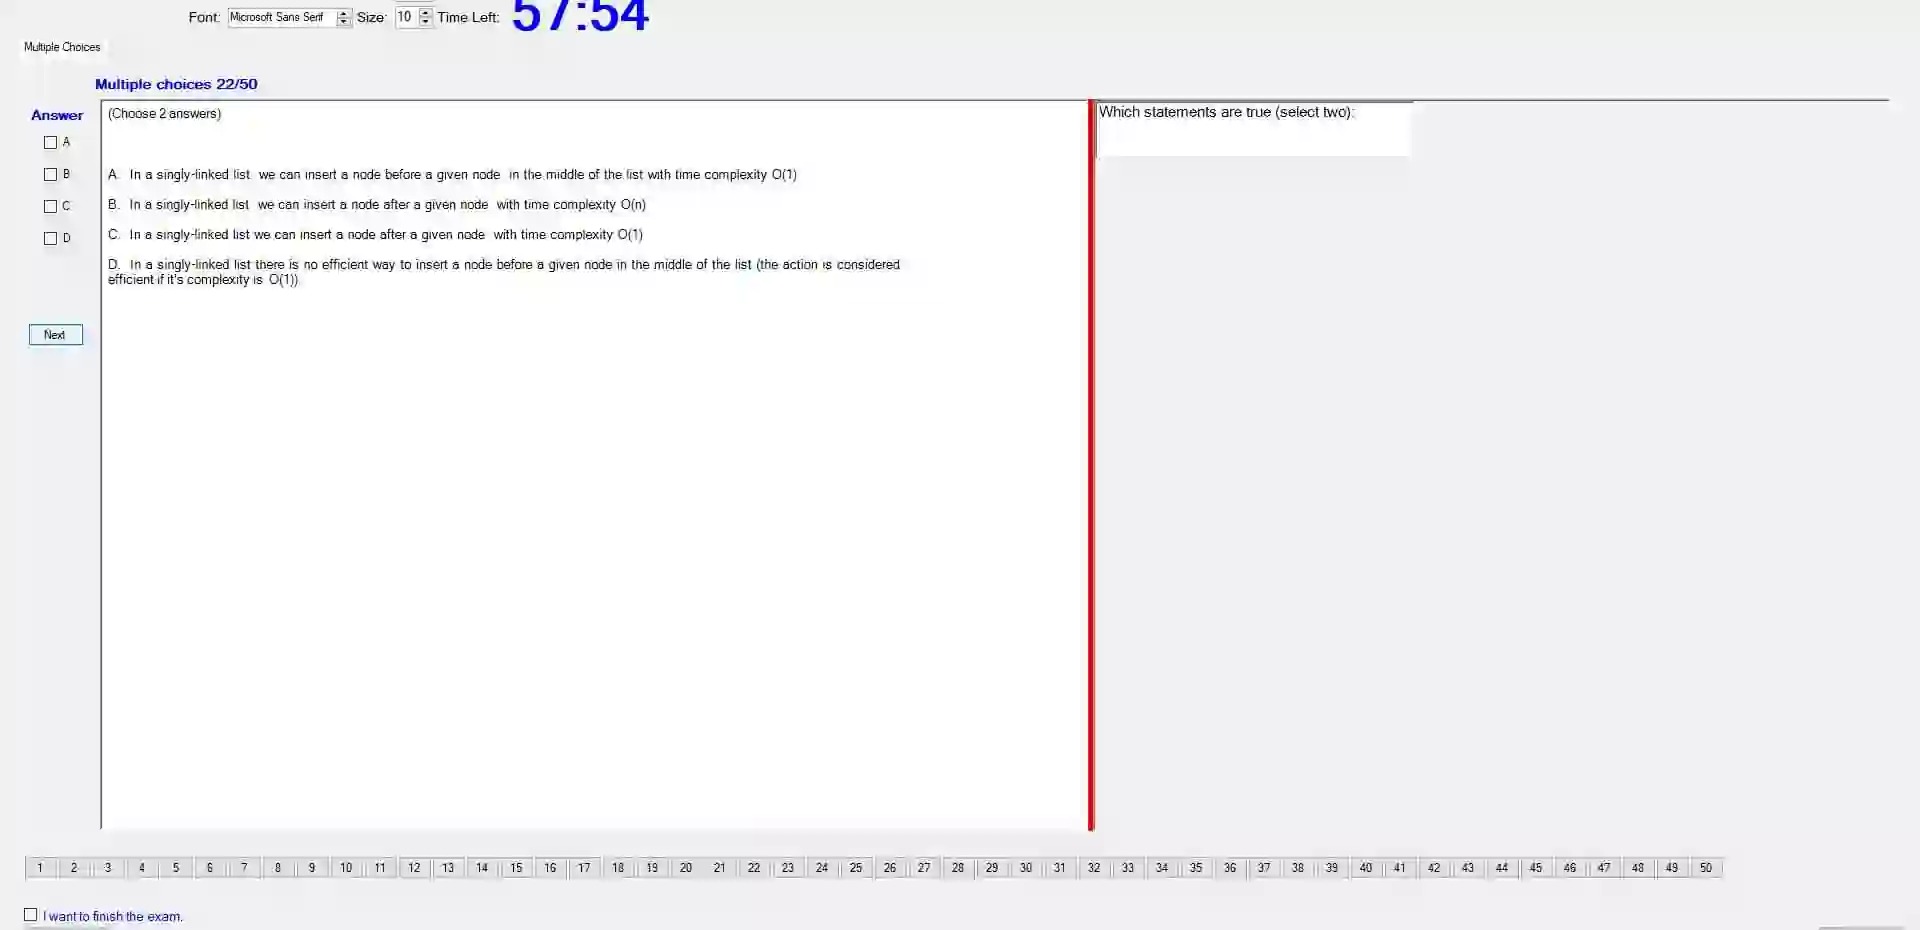 Font: Microsoft Sans Serif Size: 10 Time Left: 57:54
Multiple Choices
Multiple choices 22/50
Answer
A
B
C
D
Next
(Choose 2 answers)
A. In a singly-linked list we can insert a node before a given node in the middle of the list with time complexity O(1)
B. In a singly-linked list we can insert a node after a given node with time complexity O(n)
C. In a singly-linked list we can insert a node after a given node with time complexity O(1)
D. In a singly-linked list there is no efficient way to insert a node before a given node in the middle of the list (the action is considered
efficient if it's complexity is O(1))
Which statements are true (select two):
1 2 3 4 5 6 7 8 9 10 11 12 13 14 15 16 17 18 19 20 21 22 23 24 25 26 27 28 29 30 31 32 33 34 35 36 37 38 39 40 41 42 43 44 45 46 47 48 49 50
I want to finish the exam.